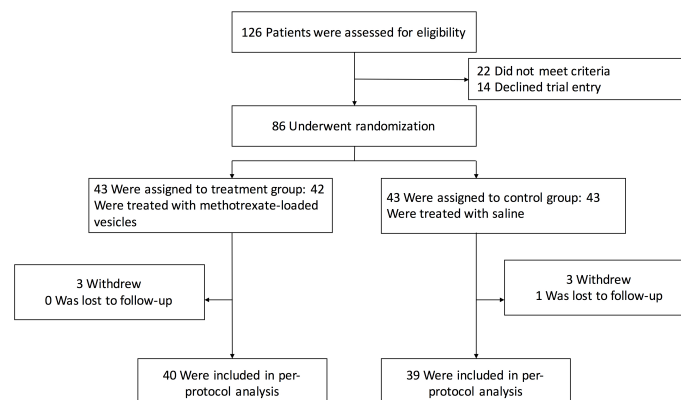 126 Patients were assessed for eligibility
22 Did not meet criteria
14 Declined trial entry
86 Underwent randomization
43 Were assigned to treatment group: 42
Were treated with methotrexate-loaded
vesicles
43 Were assigned to control group: 43
Were treated with saline
3 Withdrew
0 Was lost to follow-up
3 Withdrew
1 Was lost to follow-up
40 Were included in per-
protocol analysis
39 Were included in per-
protocol analysis